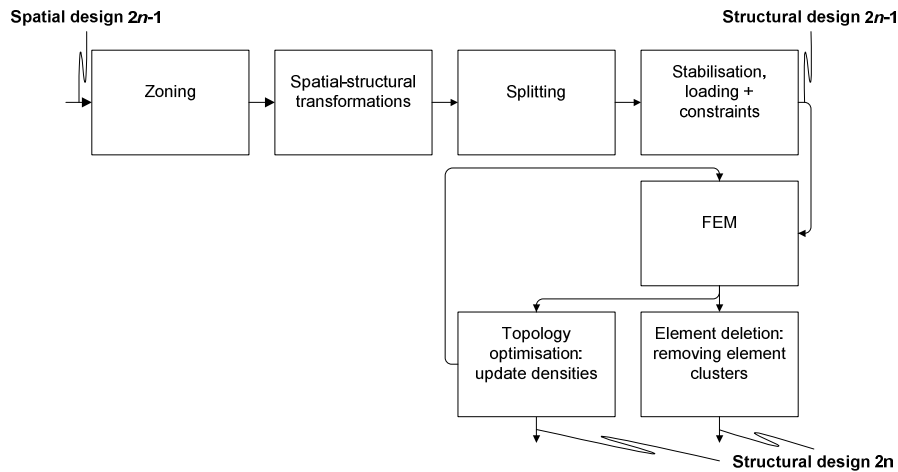 Spatial design 2n-1
Structural design 2n-1
Zoning
Spatial-structural
transformations
Splitting
Stabilisation,
loading +
constraints
FEM
Topology
optimisation:
update densities
Element deletion:
removing element
clusters
Structural design 2n